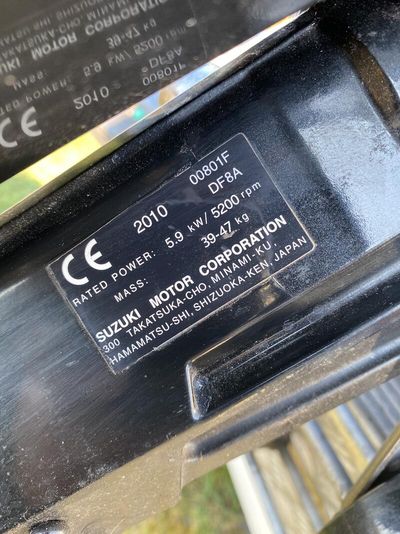 CE 2010 00801F
DF8A
RATED POWER: 5.9 kW/5200 rpm
MASS: 39-47 kg
SUZUKI MOTOR CORPORATION
300 TAKATSUKA-CHO, MINAMI-KU,
HAMAMATSU-SHI, SHIZUOKA-KEN, JAPAN